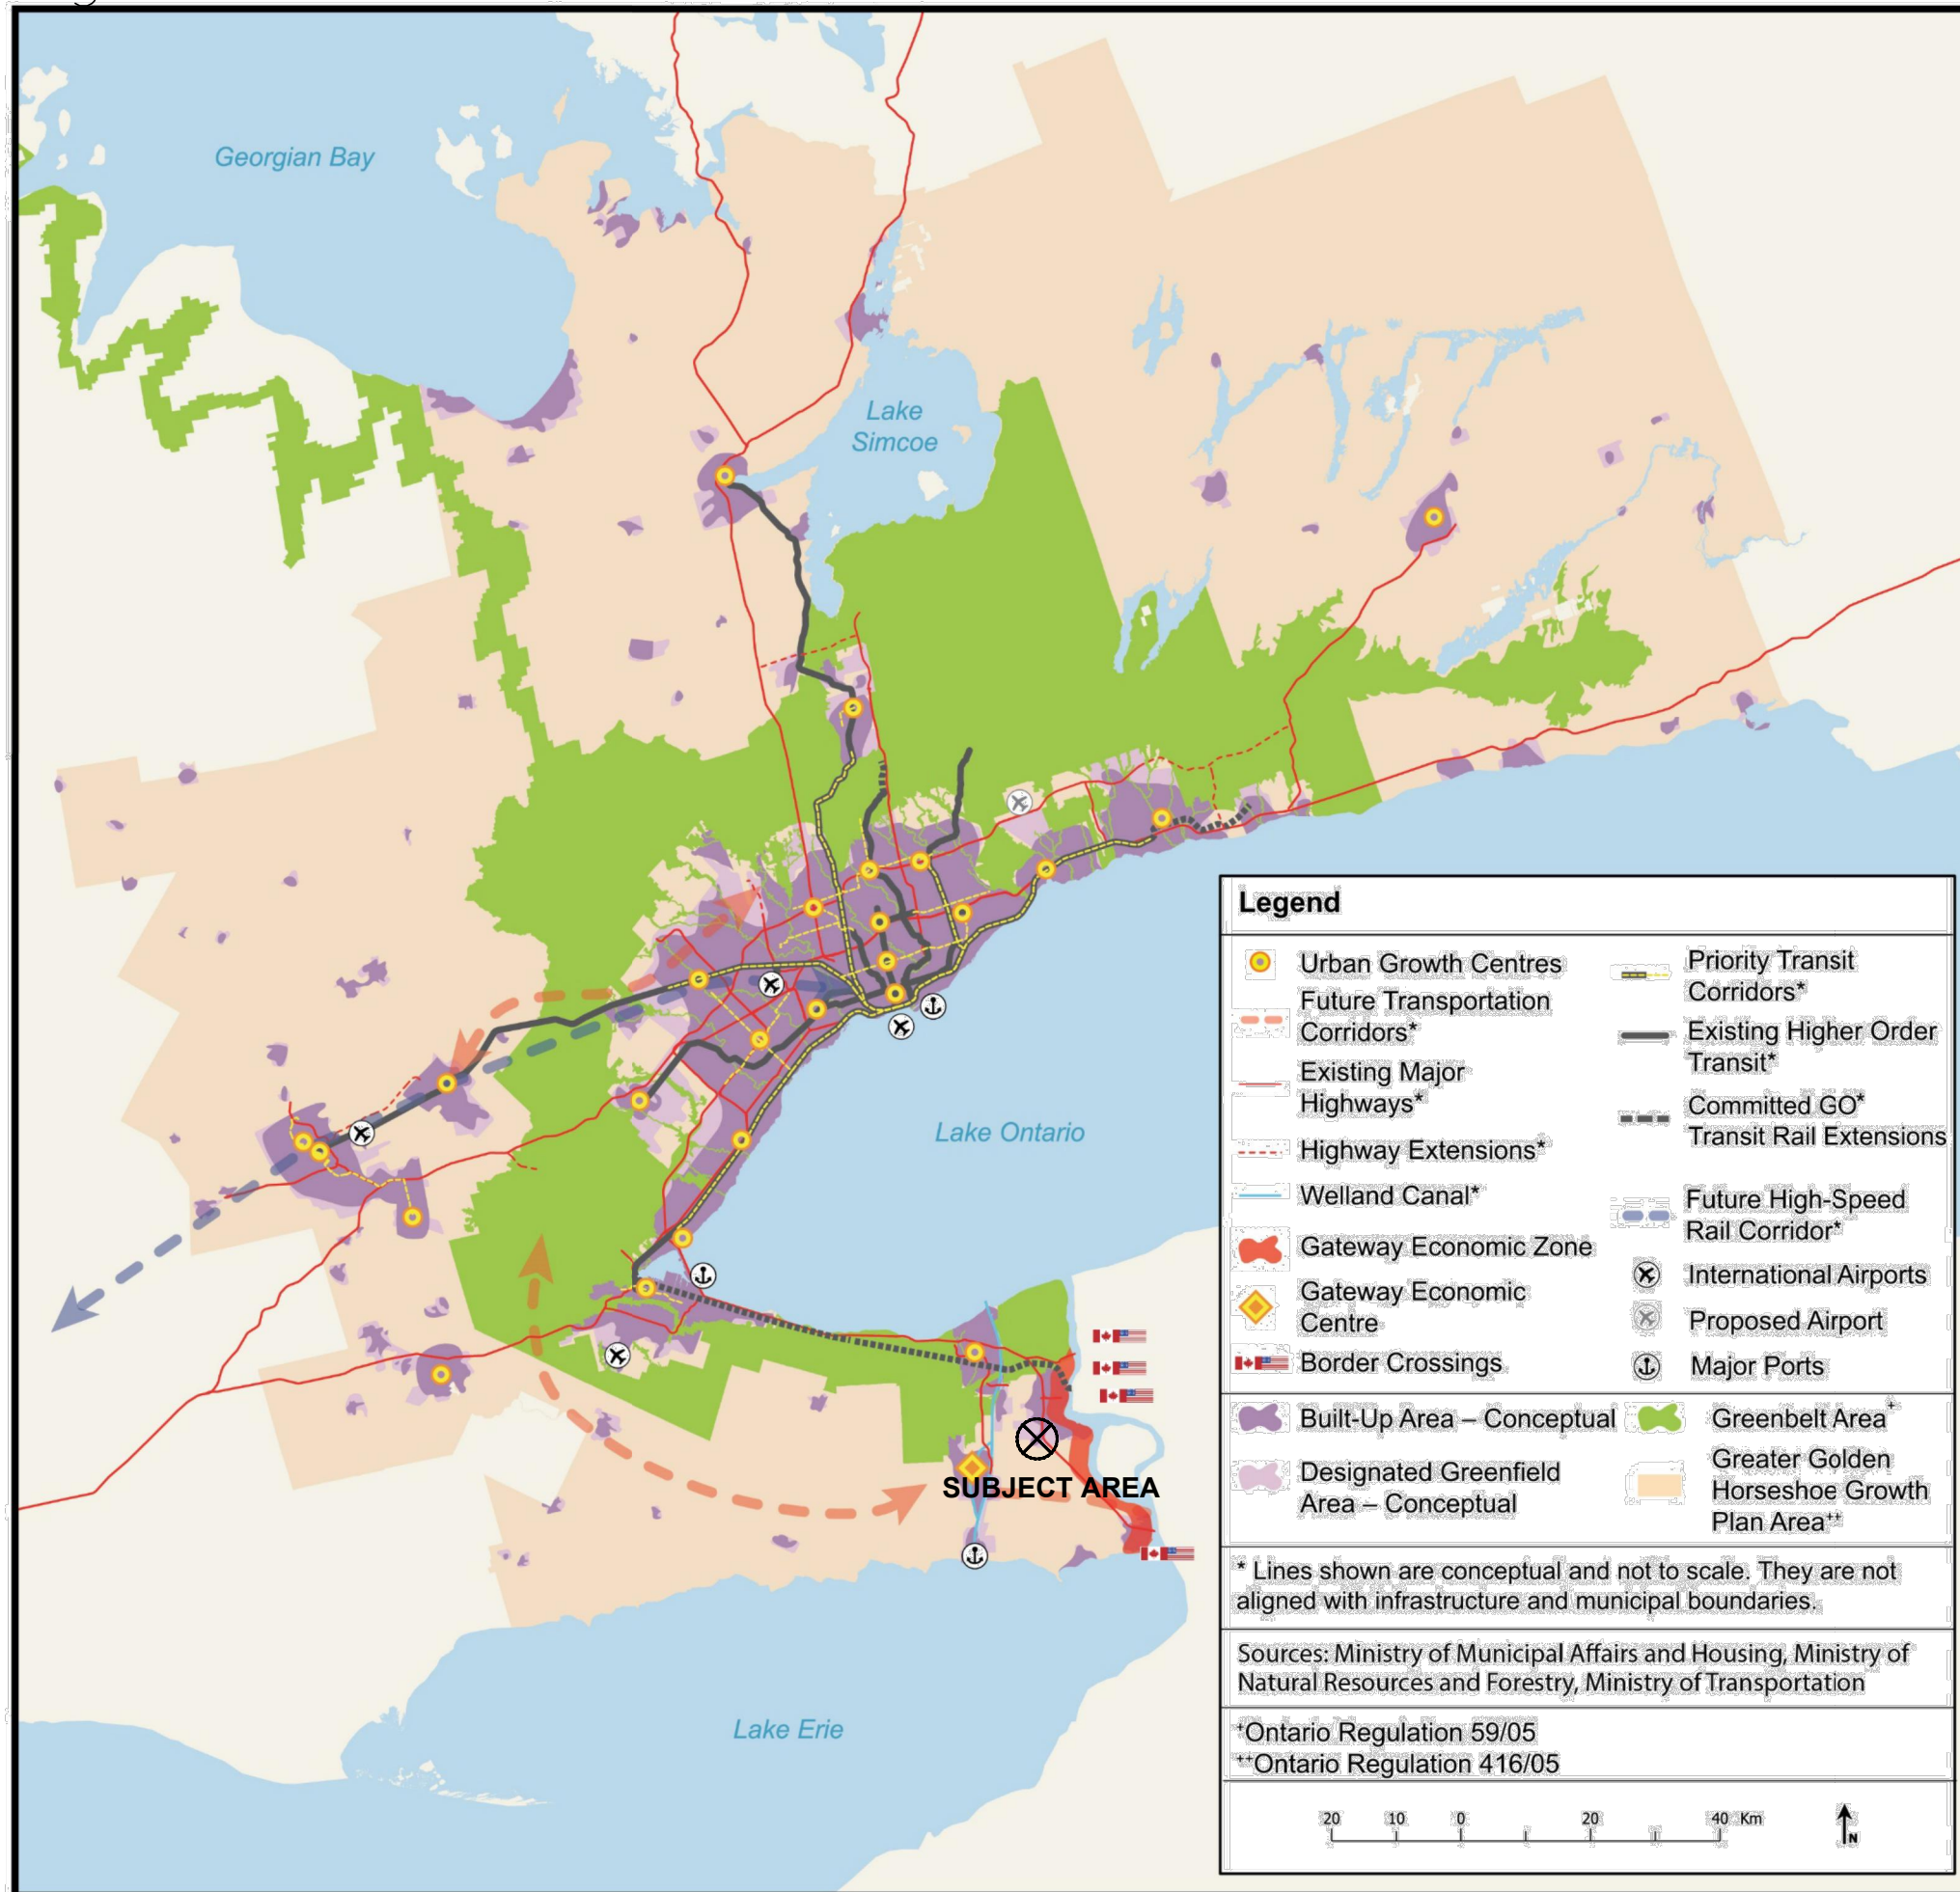 Georgian Bay
Lake
Simcoe
Lake Ontario
SUBJECT AREA
Lake Erie
Legend
Urban Growth Centres
Future Transportation
Corridors*
Existing Major
Highways*
Highway Extensions*
Welland Canal*
Gateway Economic Zone
Gateway Economic
Centre
Border Crossings
Priority Transit
Corridors*
Existing Higher Order
Transit*
Committed GO*
Transit Rail Extensions
Future High-Speed
Rail Corridor*
International Airports
Proposed Airport
Major Ports
Built-Up Area – Conceptual
Designated Greenfield
Area – Conceptual
Greenbelt Area+
Greater Golden
Horseshoe Growth
Plan Area++
* Lines shown are conceptual and not to scale. They are not
aligned with infrastructure and municipal boundaries.
Sources: Ministry of Municipal Affairs and Housing, Ministry of
Natural Resources and Forestry, Ministry of Transportation
+Ontario Regulation 59/05
++Ontario Regulation 416/05
20 10 0 20 40 Km
N